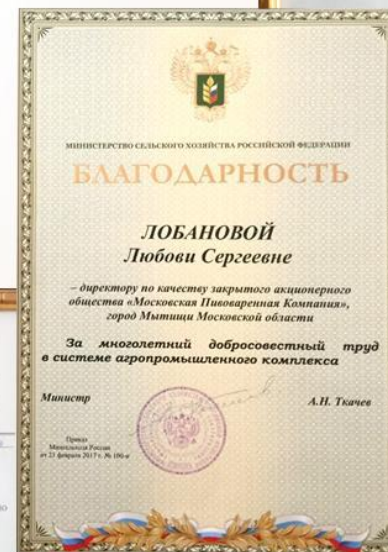 МИНИСТЕРСТВО СЕЛЬСКОГО ХОЗЯЙСТВА РОССИЙСКОЙ ФЕДЕРАЦИИ
БЛАГОДАРНОСТЬ
ЛОБАНОВОЙ
Любови Сергеевне
– директору по качеству закрытого акционерного
общества «Московская Пивоваренная Компания»,
город Мытищи Московской области
За многолетний добросовестный труд
в системе агропромышленного комплекса
Министр
А.Н. Ткачев
Приказ
Минсельхоза России
от 21 февраля 2017 г. № 100-н